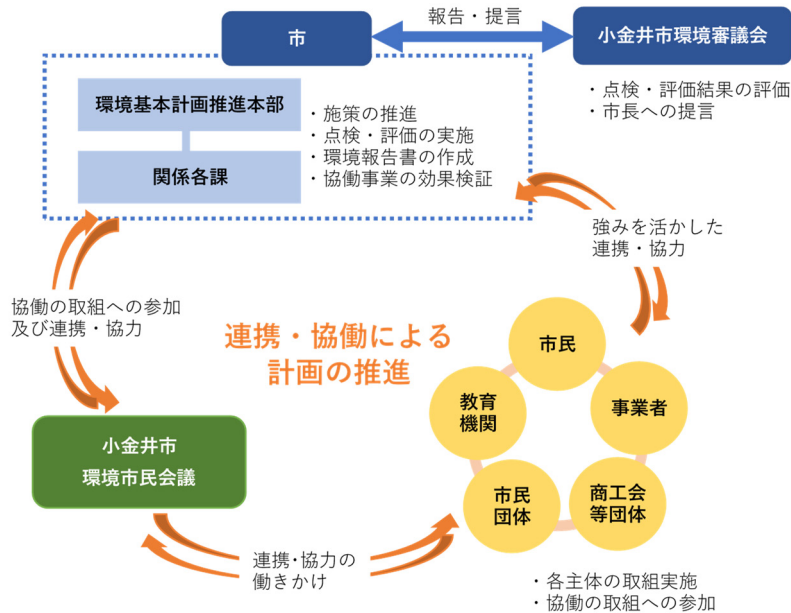 報告・提言
市
小金井市環境審議会
・点検・評価結果の評価
・市長への提言
環境基本計画推進本部
関係各課
・施策の推進
・点検・評価の実施
・環境報告書の作成
・協働事業の効果検証
強みを活かした
連携・協力
協働の取組への参加
及び連携・協力
連携・協働による
計画の推進
市民
教育
機関
事業者
市民
団体
商工会
等団体
小金井市
環境市民会議
連携・協力の
働きかけ
・各主体の取組実施
・協働の取組への参加